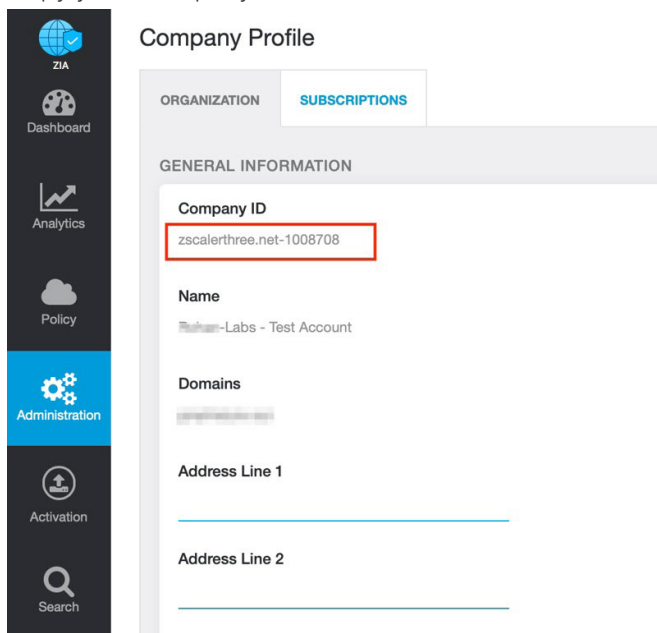 ZIA
Dashboard
Analytics
Policy
Administration
Activation
Search
Company Profile
ORGANIZATION
SUBSCRIPTIONS
GENERAL INFORMATION
Company ID
zscalerthree.net-1008708
Name
-Labs - Test Account
Domains
Address Line 1
Address Line 2